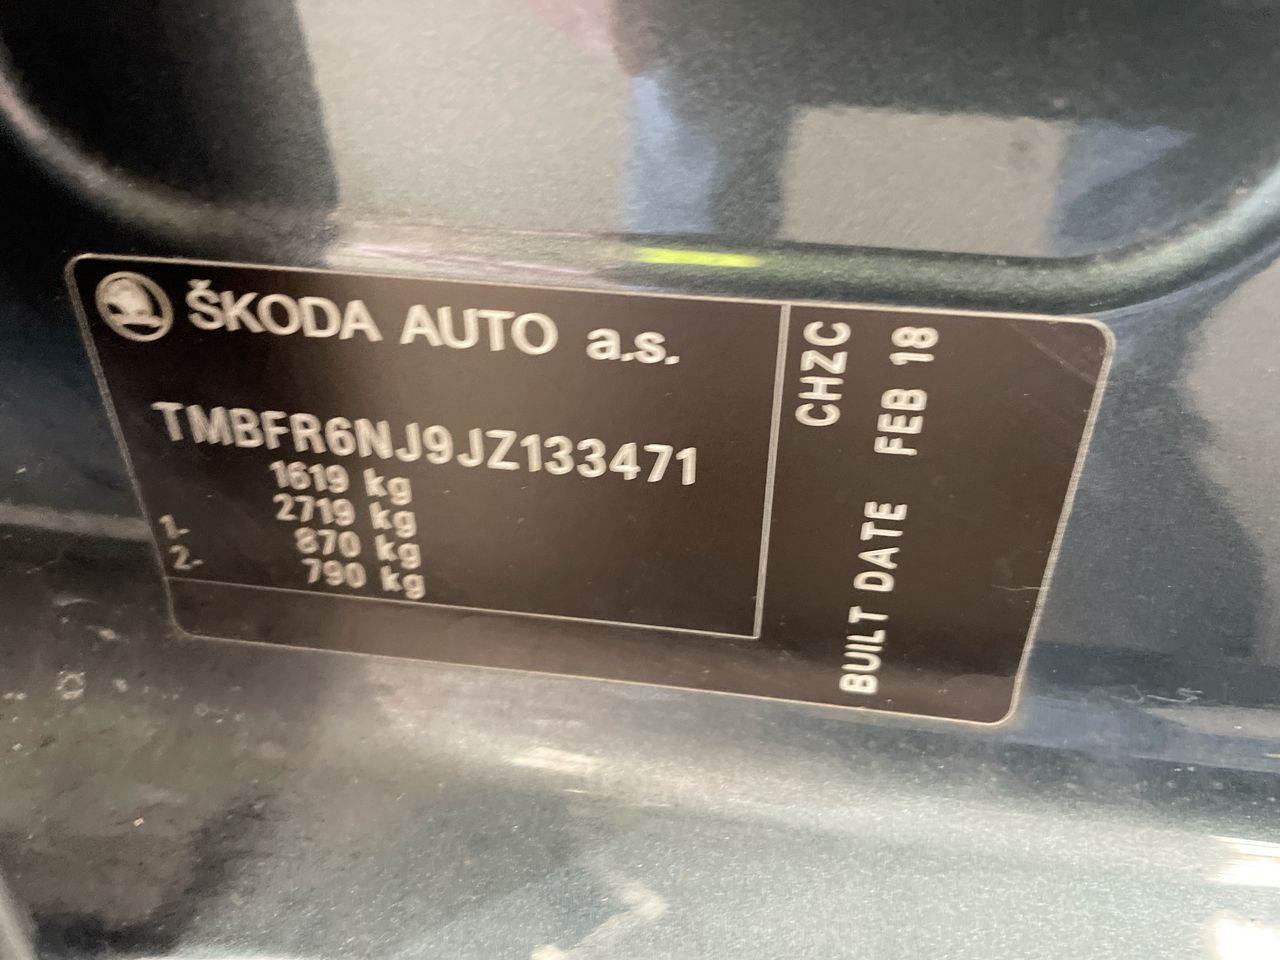 ŠKODA AUTO a.s.
TMBFR6NJ9JZ133471
1619 kg
2719 kg
1- 870 kg
2- 790 kg
CHZC
BUILT DATE FEB 18